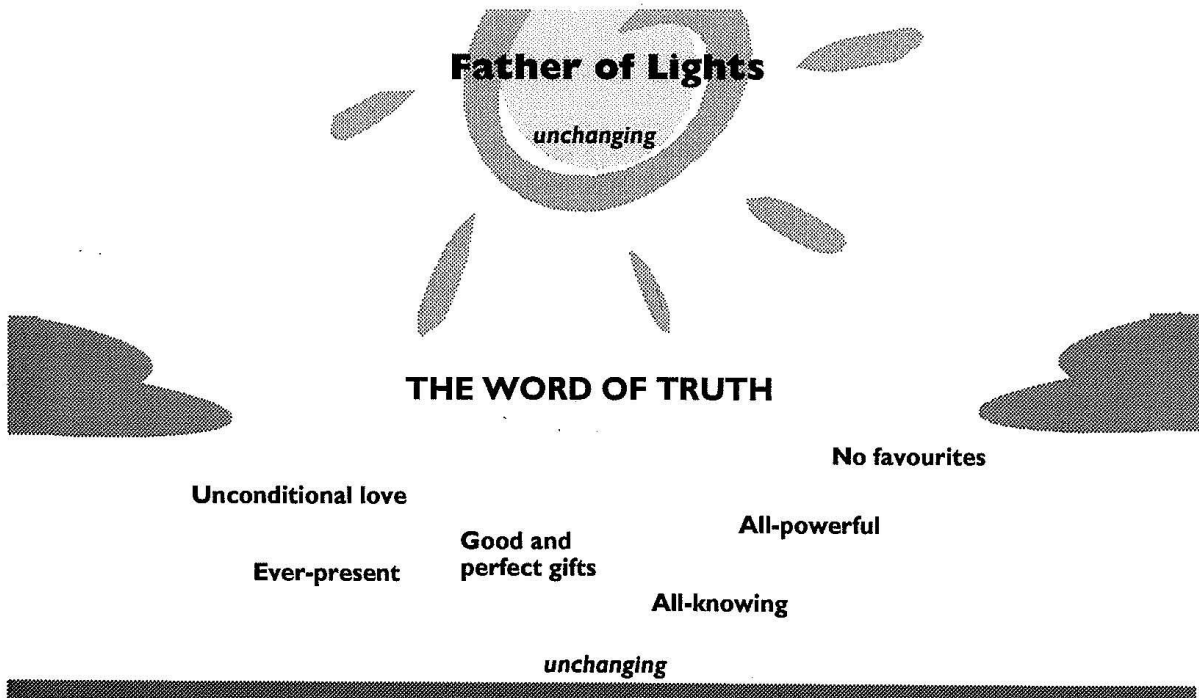 Father of Lights
unchanging
THE WORD OF TRUTH
No favourites
Unconditional love
All-powerful
Good and
perfect gifts
Ever-present
All-knowing
unchanging